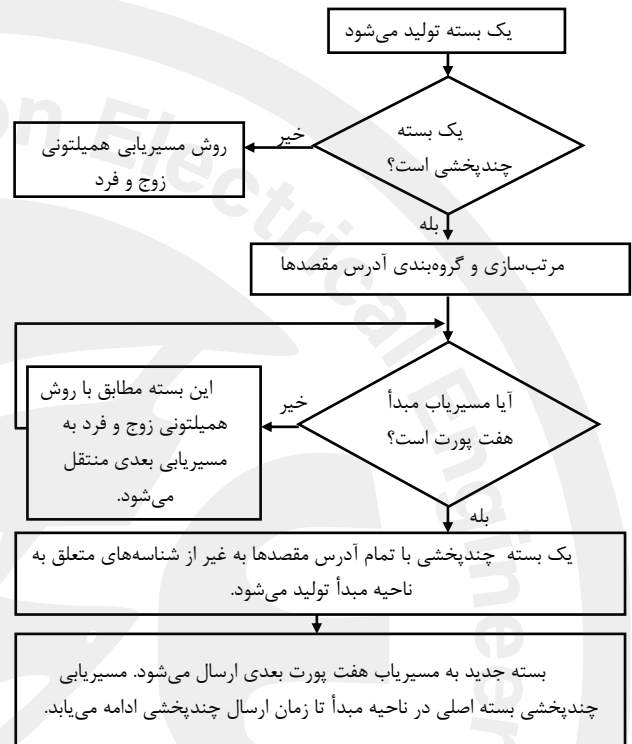 یک بسته تولید می‌شود
یک بسته
چندپخشی است؟
خیر
روش مسیریابی همیلتونی
زوج و فرد
بله
مرتب‌سازی و گروه‌بندی آدرس مقصدها
آیا مسیریاب مبدأ
هفت پورت است؟
خیر
این بسته مطابق با روش
همیلتونی زوج و فرد به
مسیریابی بعدی منتقل
می‌شود.
بله
یک بسته چندپخشی با تمام آدرس مقصدها به غیر از شناسه‌های متعلق به
ناحیه مبدأ تولید می‌شود.
بسته جدید به مسیریاب هفت پورت بعدی ارسال می‌شود. مسیریابی
چندپخشی بسته اصلی در ناحیه مبدأ تا زمان ارسال چندپخشی ادامه می‌یابد.
on Electrical Engineer